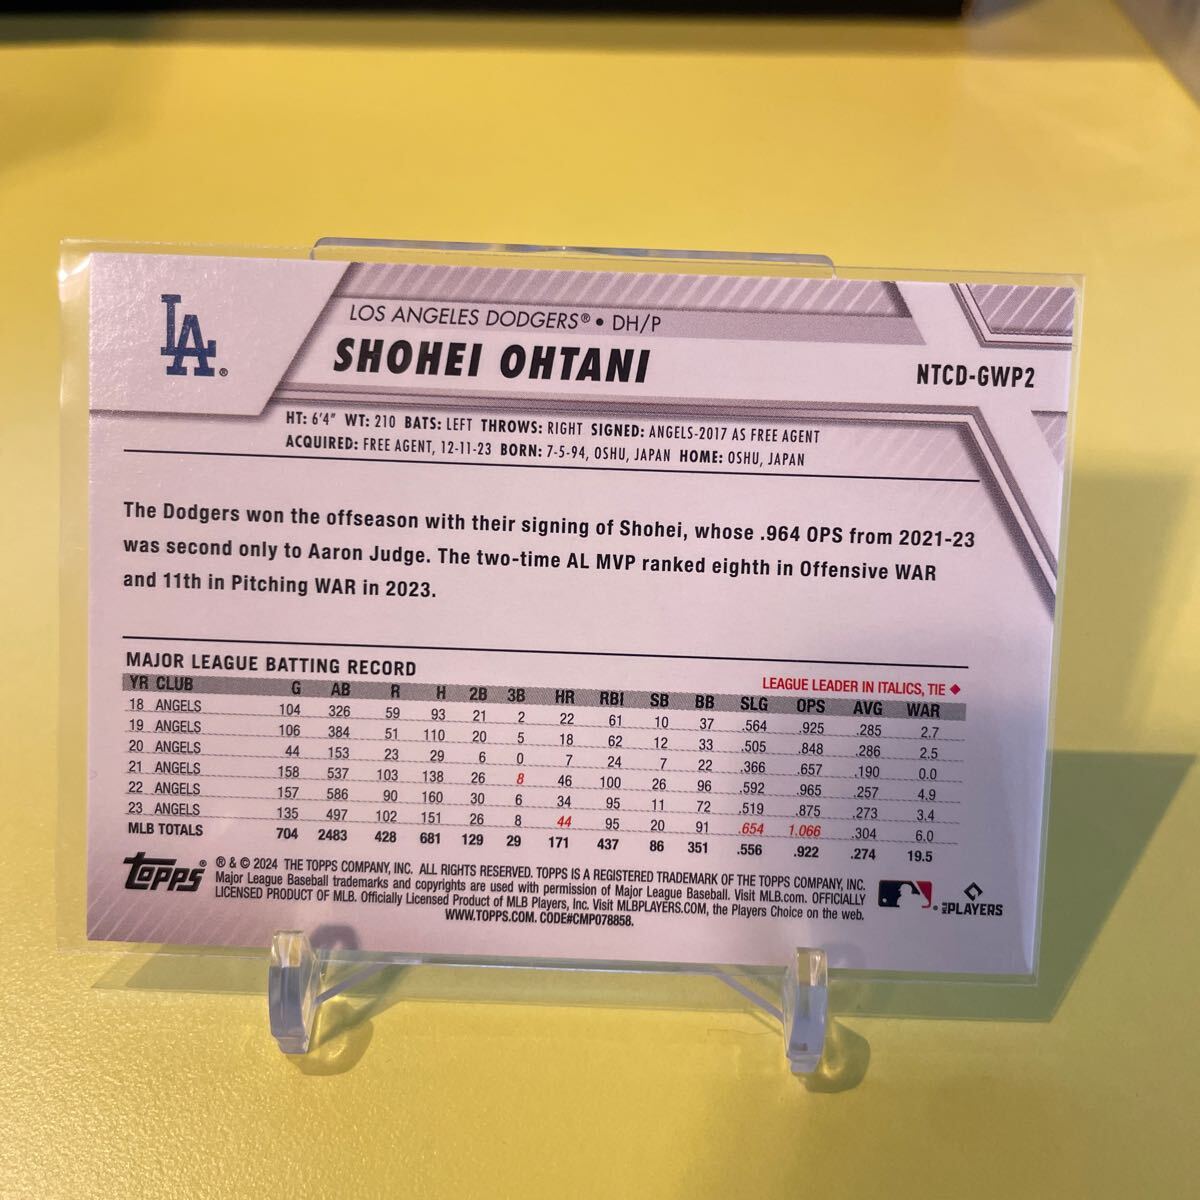 LA®
LOS ANGELES DODGERS® • DH/P
SHOHEI OHTANI
NTCD-GWP2
HT: 6'4" WT: 210 BATS: LEFT THROWS: RIGHT SIGNED: ANGELS-2017 AS FREE AGENT
ACQUIRED: FREE AGENT, 12-11-23 BORN: 7-5-94, OSHU, JAPAN HOME: OSHU, JAPAN
The Dodgers won the offseason with their signing of Shohei, whose .964 OPS from 2021-23
was second only to Aaron Judge. The two-time AL MVP ranked eighth in Offensive WAR
and 11th in Pitching WAR in 2023.
MAJOR LEAGUE BATTING RECORD
LEAGUE LEADER IN ITALICS, TIE ◆
YR CLUB G AB R H 2B 3B HR RBI SB BB SLG OPS AVG WAR
18 ANGELS 104 326 59 93 21 2 22 61 10 37 .564 .925 .285 2.7
19 ANGELS 106 384 51 110 20 5 18 62 12 33 .505 .848 .286 2.5
20 ANGELS 44 153 23 29 6 0 7 24 7 22 .366 .657 .190 0.0
21 ANGELS 158 537 103 138 26 8 46 100 26 96 .592 .965 .257 4.9
22 ANGELS 157 586 90 160 30 6 34 95 11 72 .519 .875 .273 3.4
23 ANGELS 135 497 102 151 26 8 44 95 20 91 .654 1.066 .304 6.0
MLB TOTALS 704 2483 428 681 129 29 171 437 86 351 .556 .922 .274 19.5
Topps®
® & © 2024 THE TOPPS COMPANY, INC. ALL RIGHTS RESERVED. TOPPS IS A REGISTERED TRADEMARK OF THE TOPPS COMPANY, INC.
Major League Baseball trademarks and copyrights are used with permission of Major League Baseball. Visit MLB.com. OFFICIALLY
LICENSED PRODUCT OF MLB. Officially Licensed Product of MLB Players, Inc. Visit MLBPLAYERS.COM, the Players Choice on the web.
WWW.TOPPS.COM. CODE#CMP078858.
MLB PLAYERS